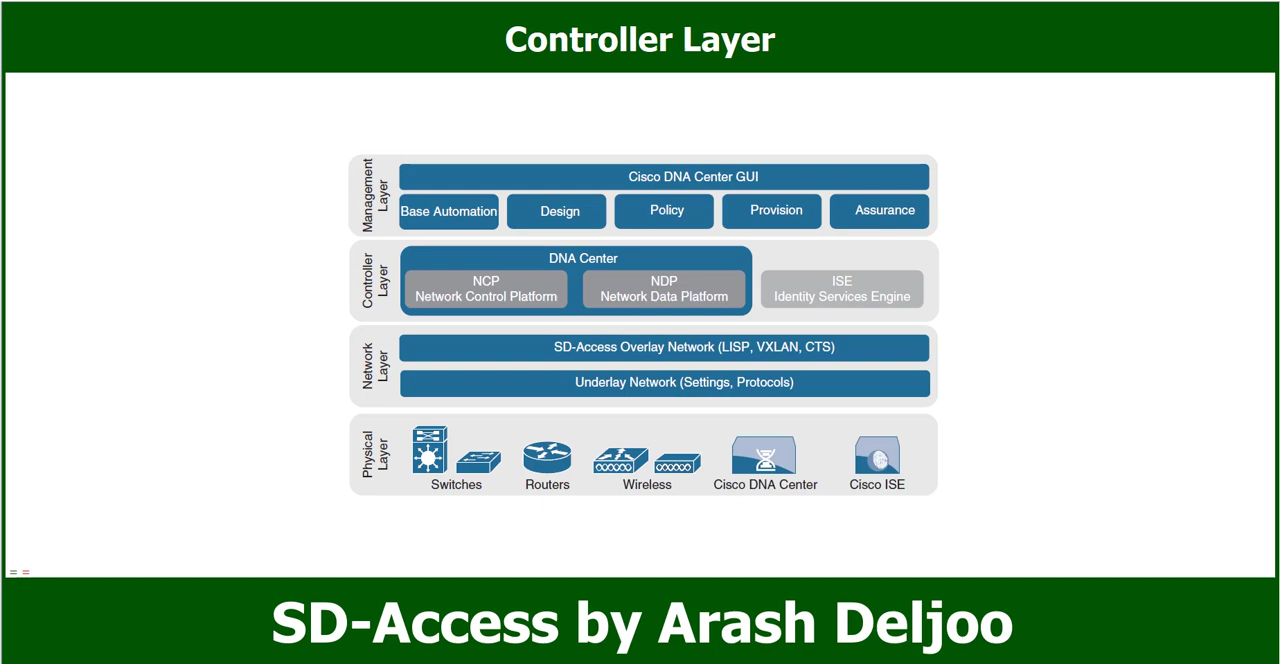 Controller Layer
Management
Layer
Cisco DNA Center GUI
Base Automation
Design
Policy
Provision
Assurance
Controller
Layer
DNA Center
NCP
Network Control Platform
NDP
Network Data Platform
ISE
Identity Services Engine
Network
Layer
SD-Access Overlay Network (LISP, VXLAN, CTS)
Underlay Network (Settings, Protocols)
Physical
Layer
Switches
Routers
Wireless
Cisco DNA Center
Cisco ISE
= =
SD-Access by Arash Deljoo